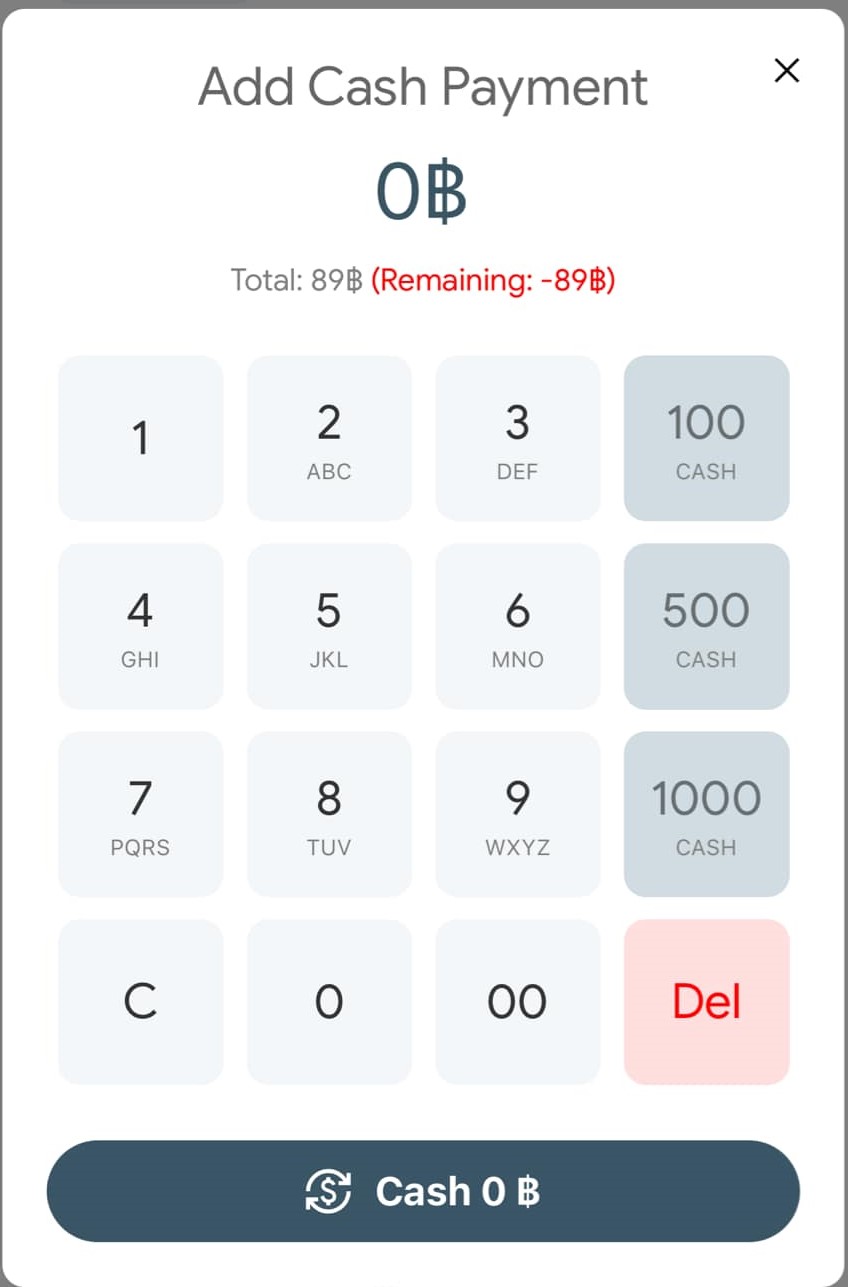 Add Cash Payment
0฿
Total: 89฿ (Remaining: -89฿)
1
2
ABC
3
DEF
100
CASH
4
GHI
5
JKL
6
MNO
500
CASH
7
PQRS
8
TUV
9
WXYZ
1000
CASH
C
0
00
Del
Cash 0 ฿